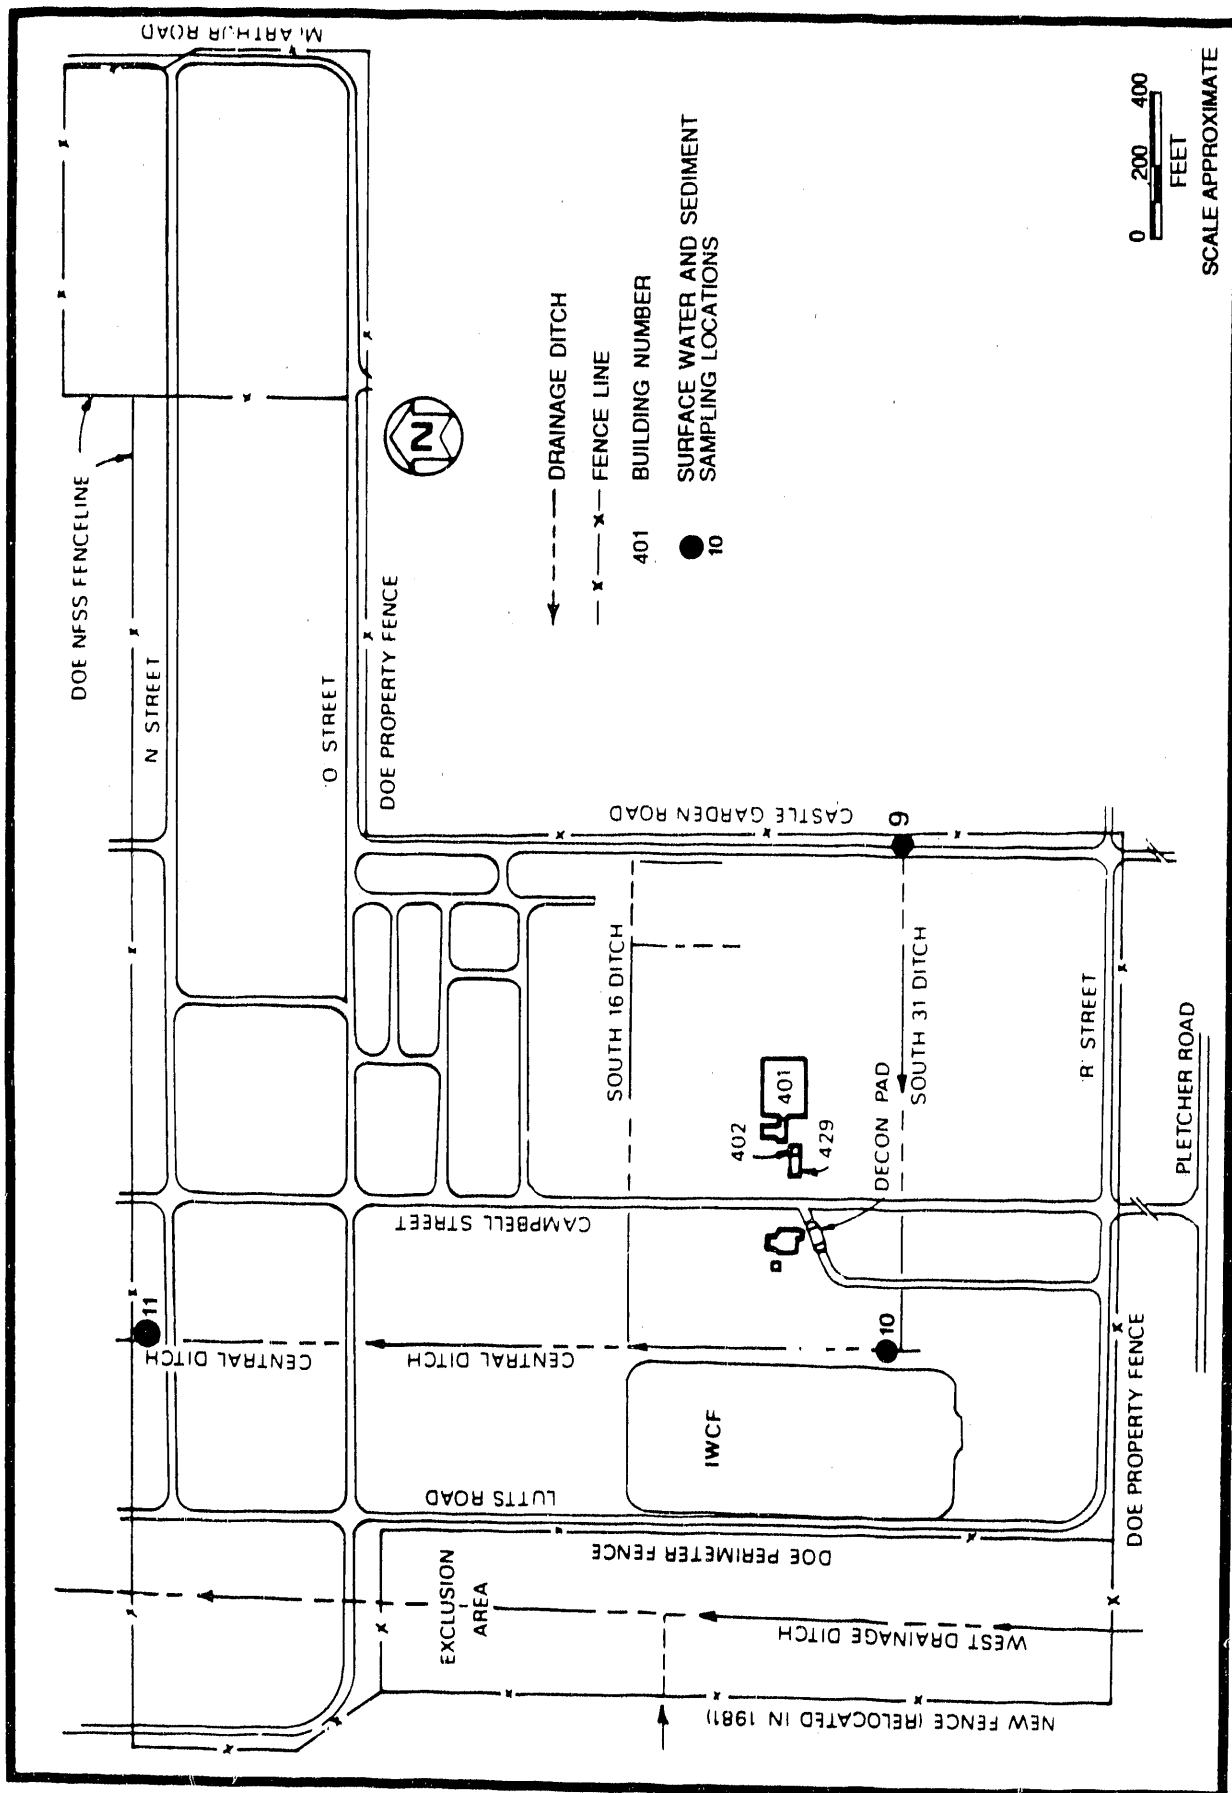 McARTHUR ROAD
DOE NFSS FENCELINE
N STREET
O STREET
DOE PROPERTY FENCE
N
DRAINAGE DITCH
x x FENCE LINE
401 BUILDING NUMBER
10 SURFACE WATER AND SEDIMENT
SAMPLING LOCATIONS
0 200 400
FEET
SCALE APPROXIMATE
CASTLE GARDEN ROAD
9
SOUTH 16 DITCH
SOUTH 31 DITCH
R STREET
PLETCHER ROAD
401
402
429
DECON PAD
CAMPBELL STREET
11
CENTRAL DITCH
CENTRAL DITCH
10
IWCF
LUTTS ROAD
DOE PERIMETER FENCE
DOE PROPERTY FENCE
EXCLUSION
AREA
WEST DRAINAGE DITCH
NEW FENCE (RELOCATED IN 1981)